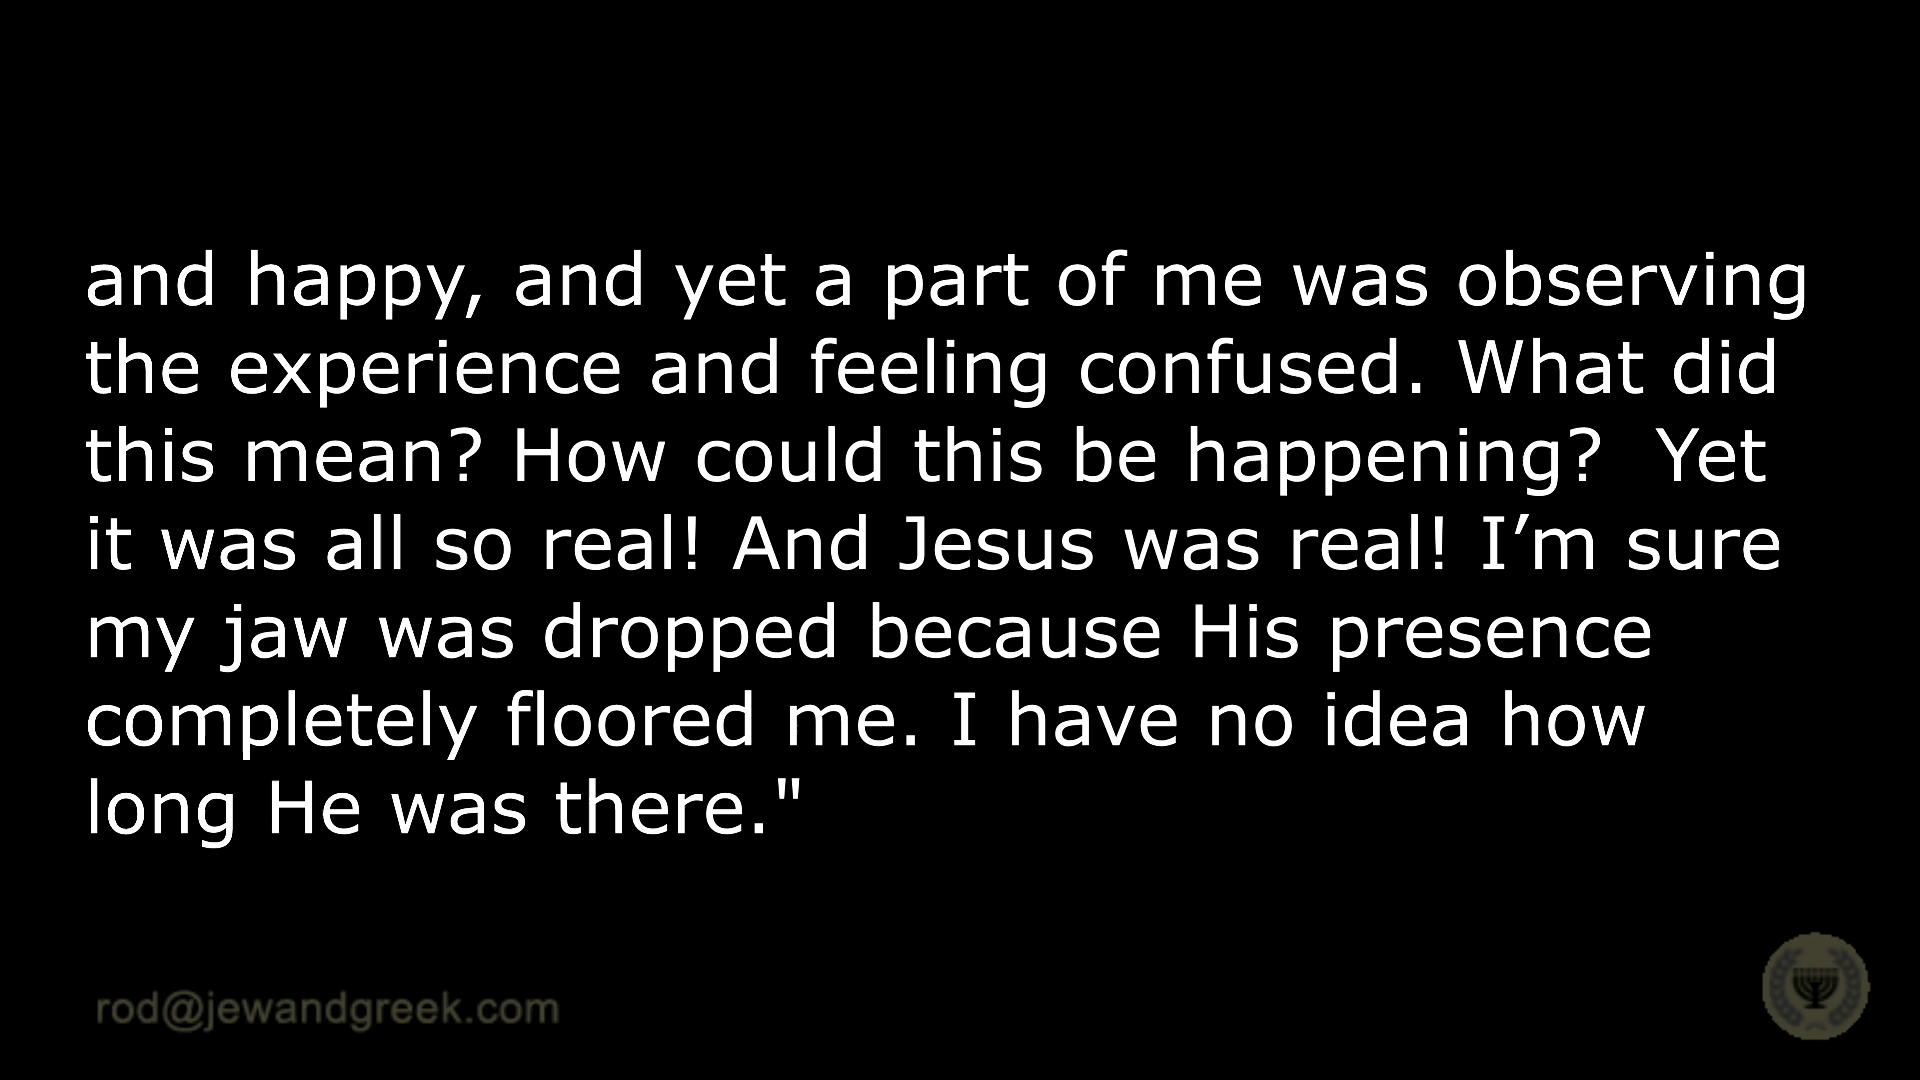 and happy, and yet a part of me was observing
the experience and feeling confused. What did
this mean? How could this be happening?  Yet
it was all so real! And Jesus was real! I’m sure
my jaw was dropped because His presence
completely floored me. I have no idea how
long He was there."
rod@jewandgreek.com